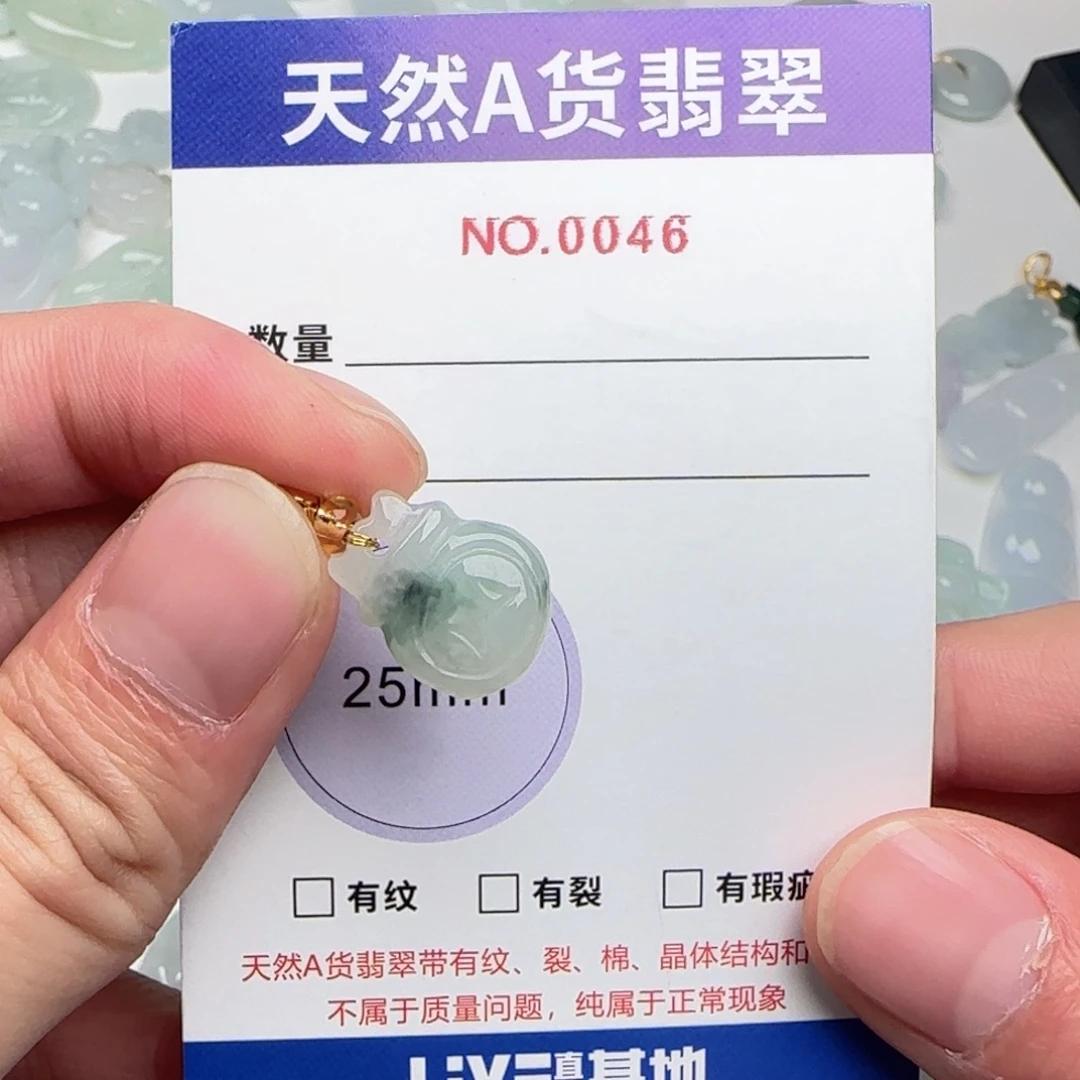 天然A货翡翠
NO.0046
数量
25mm
有纹
有裂
有瑕疵
天然A货翡翠带有纹、裂、棉、晶体结构和
不属于质量问题，纯属于正常现象
基地